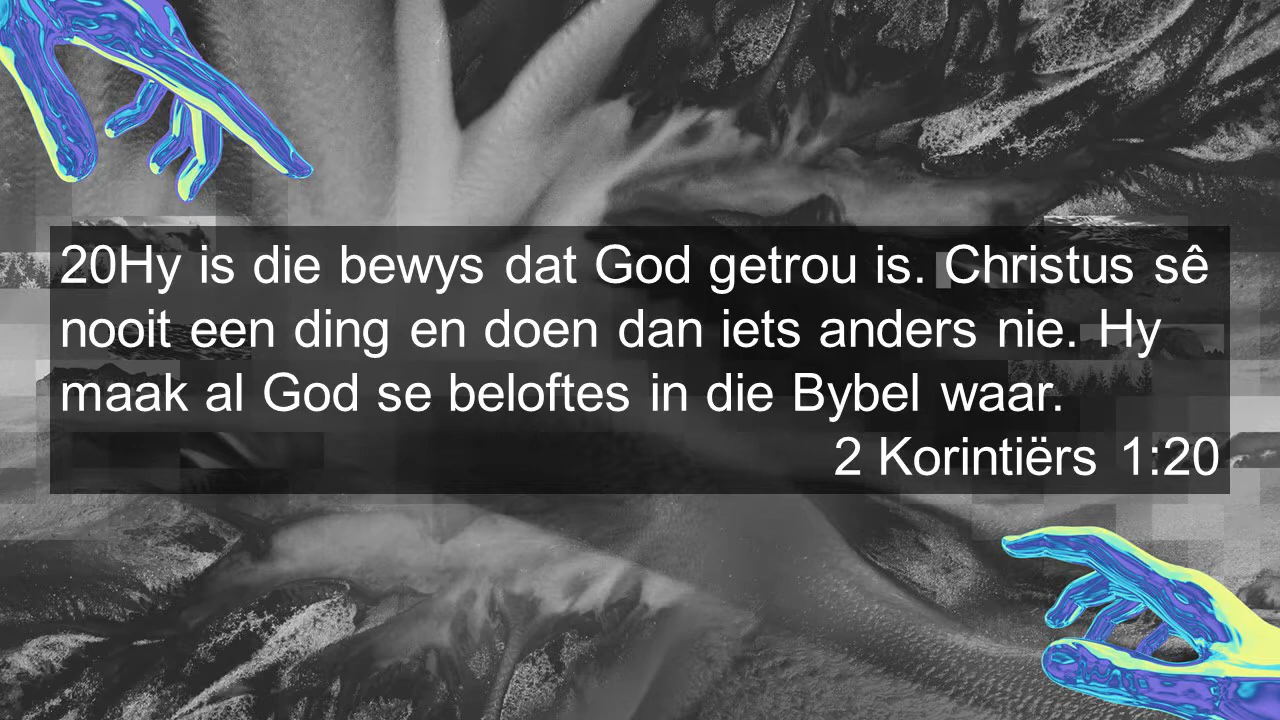 20Hy is die bewys dat God getrou is. Christus sê
nooit een ding en doen dan iets anders nie. Hy
maak al God se beloftes in die Bybel waar.
2 Korintiërs 1:20